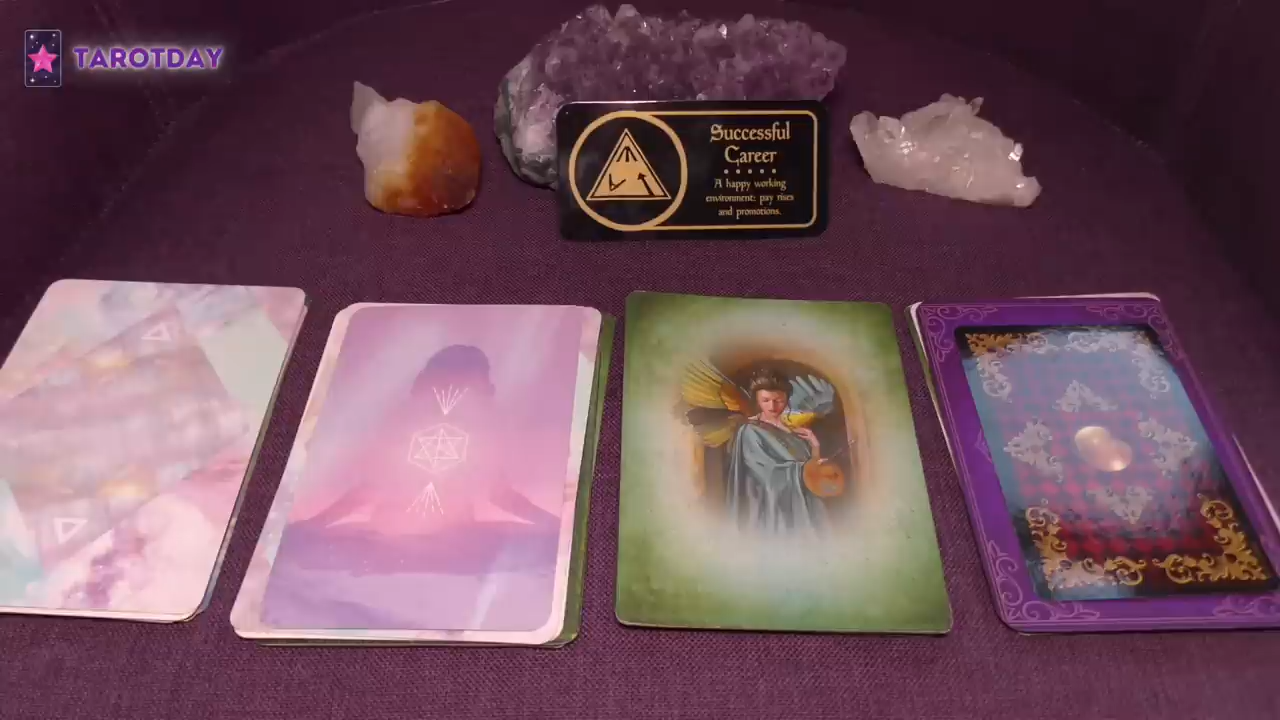 TAROTDAY
Successful
Career
A happy working
environment: pay rises
and promotions.